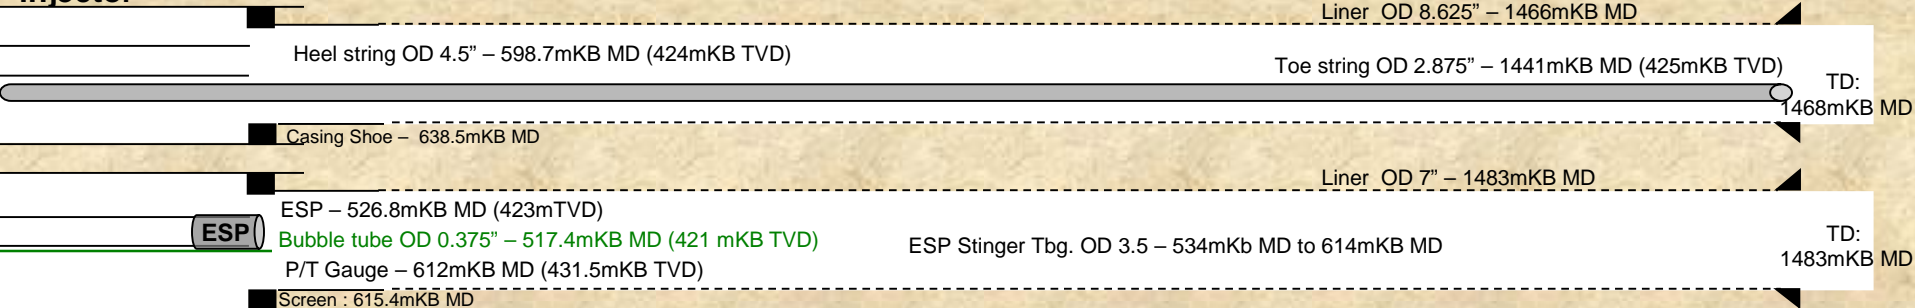 Injector
Liner OD 8.625” – 1466mKB MD
Heel string OD 4.5” – 598.7mKB MD (424mKB TVD)
Toe string OD 2.875” – 1441mKB MD (425mKB TVD)
TD:
1468mKB MD
Casing Shoe – 638.5mKB MD
Liner OD 7” – 1483mKB MD
ESP – 526.8mKB MD (423mTVD)
ESP
Bubble tube OD 0.375” – 517.4mKB MD (421 mKB TVD)
ESP Stinger Tbg. OD 3.5 – 534mKb MD to 614mKB MD
TD:
1483mKB MD
P/T Gauge – 612mKB MD (431.5mKB TVD)
Screen : 615.4mKB MD